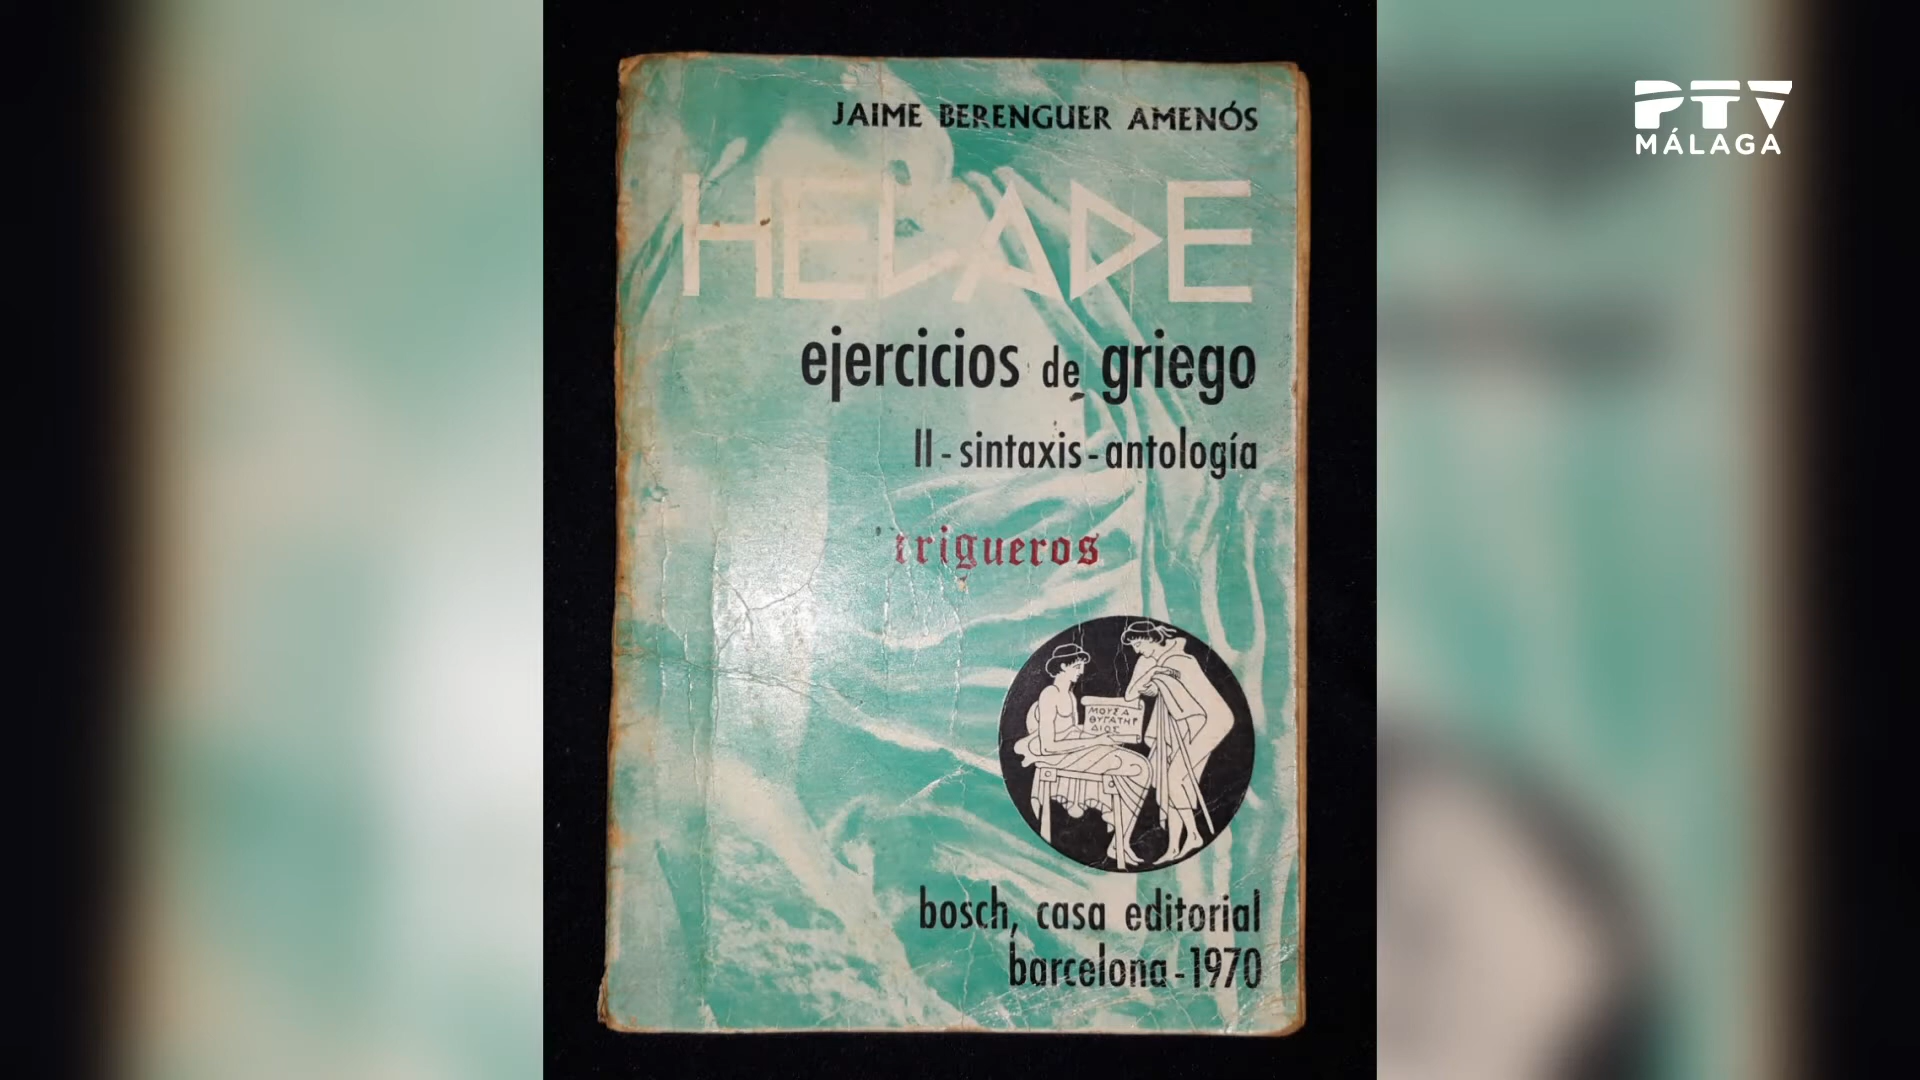 JAIME BERENGUER AMENÓS
HELADE
ejercicios de griego
II - sintaxis - antología
trigueros
ΜΟΥΣΑ
ΘΥΓΑΤΗΡ
ΔΙΟΣ
bosch, casa editorial
barcelona - 1970
PTV
MÁLAGA